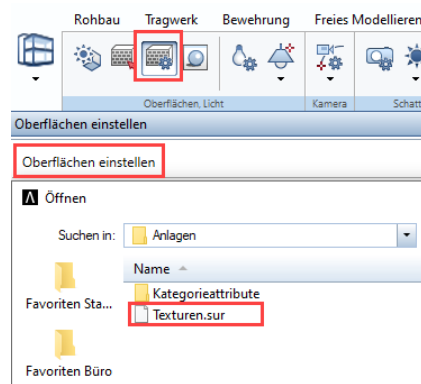 Rohbau Tragwerk Bewehrung Freies Modellieren
Oberflächen, Licht Kamera Schatt
Oberflächen einstellen
Oberflächen einstellen
Öffnen
Suchen in: Anlagen
Name
Kategorieattribute
Texturen.sur
Favoriten Sta...
Favoriten Büro